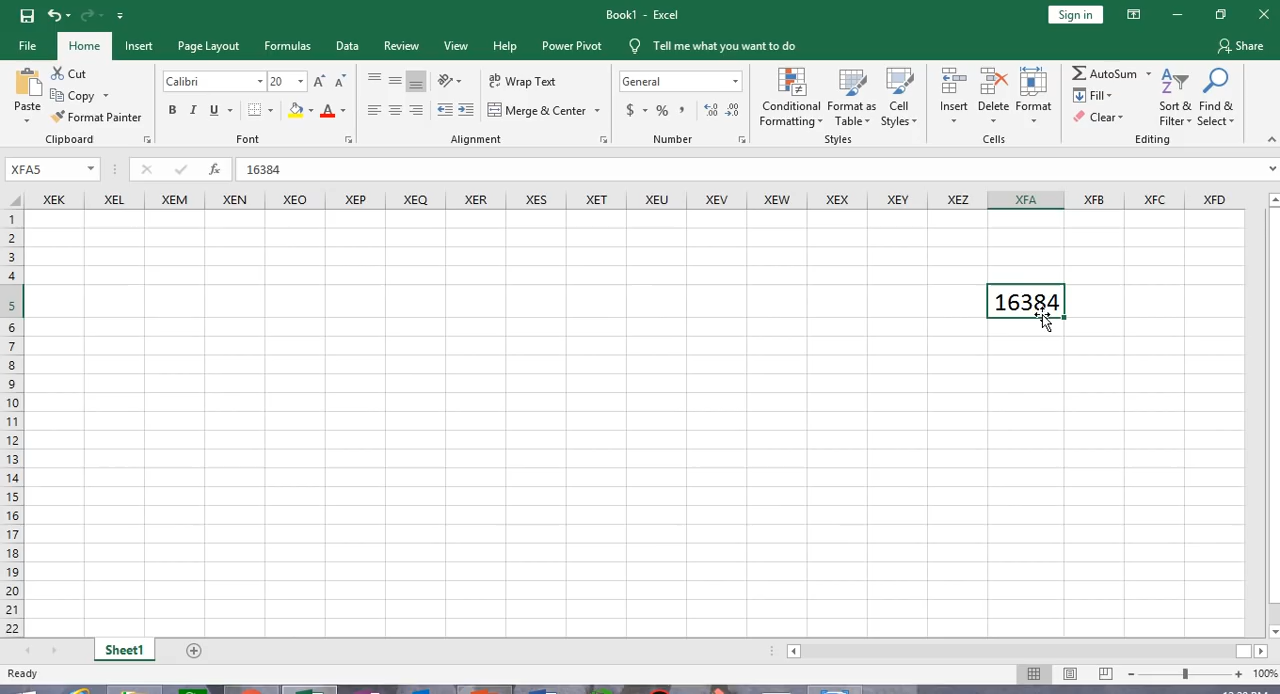 Book1 - Excel
Sign in
File Home Insert Page Layout Formulas Data Review View Help Power Pivot Tell me what you want to do Share
Paste
Cut
Copy
Format Painter
Clipboard
Calibri 20
B I U
Font
Wrap Text
Merge & Center
Alignment
General
$ % ,
Number
Conditional Formatting
Format as Table
Cell Styles
Styles
Insert Delete Format
Cells
AutoSum
Fill
Clear
Sort & Filter
Find & Select
Editing
XFA5 fx 16384
XEK XEL XEM XEN XEO XEP XEQ XER XES XET XEU XEV XEW XEX XEY XEZ XFA XFB XFC XFD
1
2
3
4
5 16384
6
7
8
9
10
11
12
13
14
15
16
17
18
19
20
21
22
Sheet1
Ready 100%